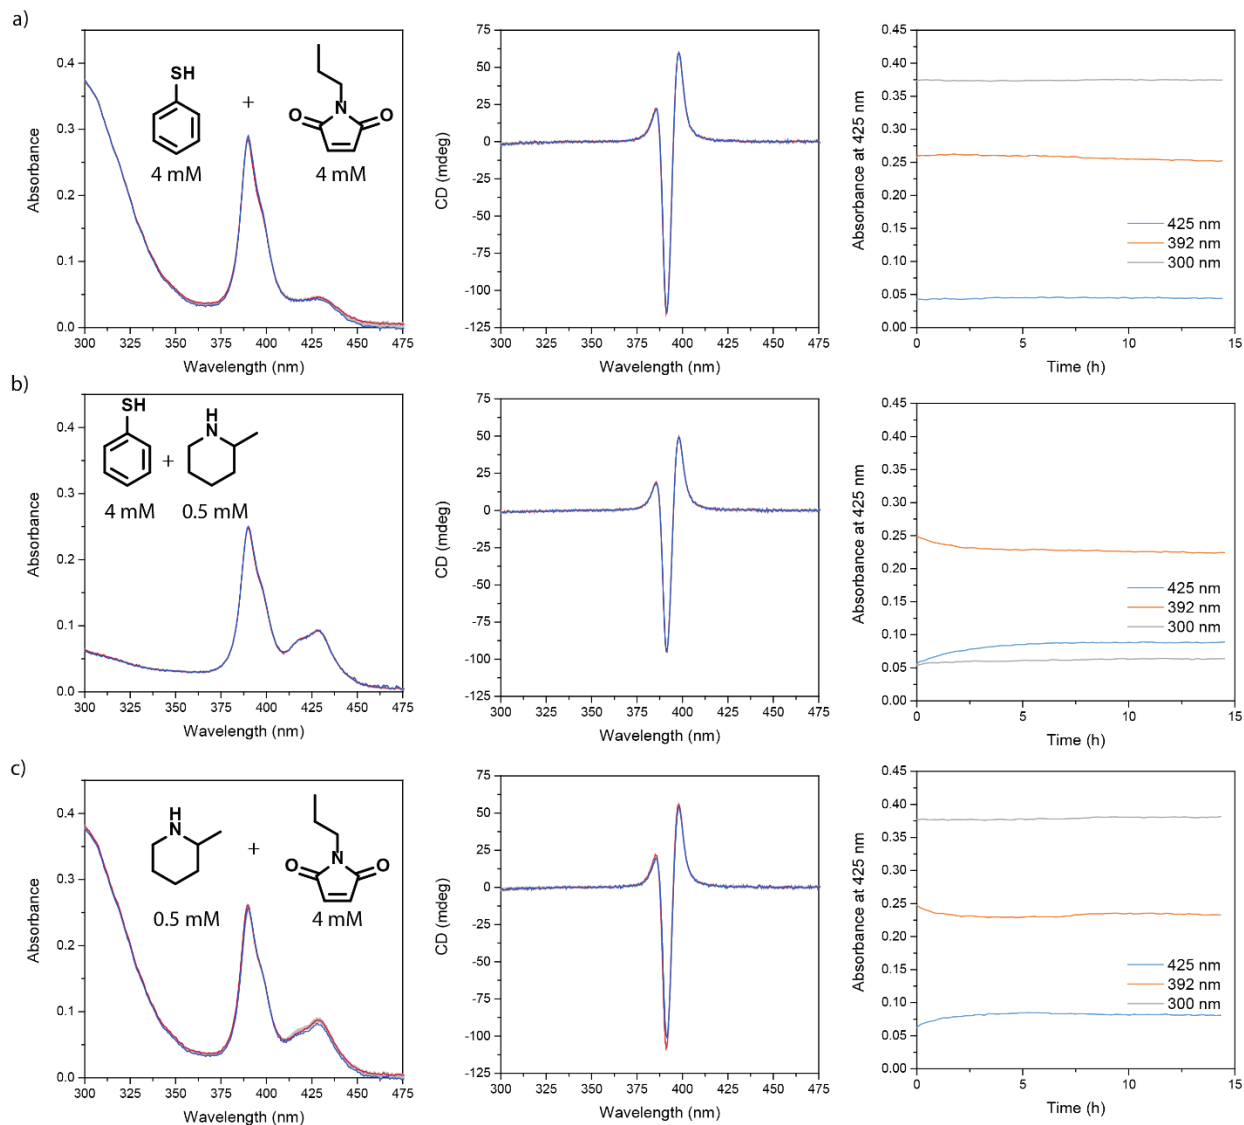 a)
Absorbance
0.4
0.3
0.2
0.1
0.0
300 325 350 375 400 425 450 475
Wavelength (nm)
SH
+
N
O O
4 mM 4 mM
CD (mdeg)
75
50
25
0
-25
-50
-75
-100
-125
300 325 350 375 400 425 450 475
Wavelength (nm)
Absorbance at 425 nm
0.45
0.40
0.35
0.30
0.25
0.20
0.15
0.10
0.05
0.00
425 nm
392 nm
300 nm
0 5 10 15
Time (h)
b)
Absorbance
0.4
0.3
0.2
0.1
0.0
300 325 350 375 400 425 450 475
Wavelength (nm)
SH
+
H
N
4 mM 0.5 mM
CD (mdeg)
75
50
25
0
-25
-50
-75
-100
-125
300 325 350 375 400 425 450 475
Wavelength (nm)
Absorbance at 425 nm
0.45
0.40
0.35
0.30
0.25
0.20
0.15
0.10
0.05
0.00
425 nm
392 nm
300 nm
0 5 10 15
Time (h)
c)
Absorbance
0.4
0.3
0.2
0.1
0.0
300 325 350 375 400 425 450 475
Wavelength (nm)
H
N
+
N
O O
0.5 mM 4 mM
CD (mdeg)
75
50
25
0
-25
-50
-75
-100
-125
300 325 350 375 400 425 450 475
Wavelength (nm)
Absorbance at 425 nm
0.45
0.40
0.35
0.30
0.25
0.20
0.15
0.10
0.05
0.00
425 nm
392 nm
300 nm
0 5 10 15
Time (h)